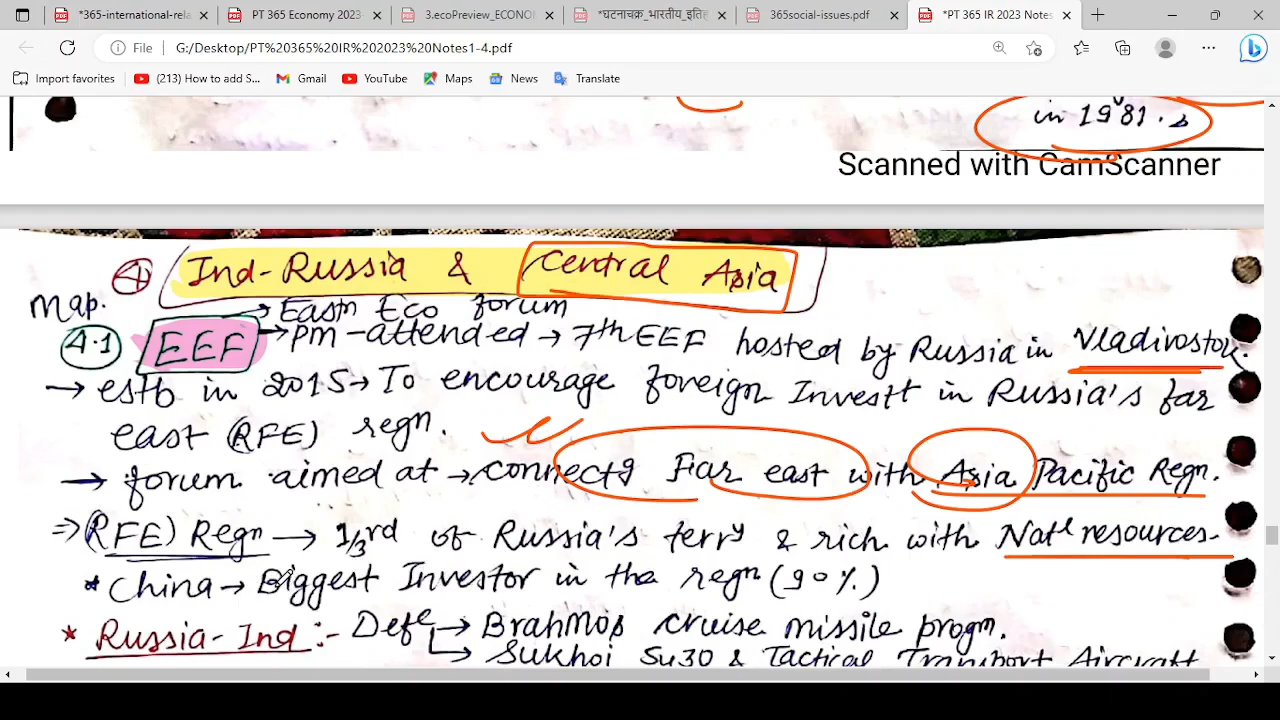 *365-international-rela
PT 365 Economy 2023
3.ecoPreview_ECONO
*घटनाचक्र_भारतीय_इतिह
365social-issues.pdf
*PT 365 IR 2023 Notes
File G:/Desktop/PT%20365%20IR%202023%20Notes1-4.pdf
Import favorites (213) How to add S... Gmail YouTube Maps News Translate
in 1981.
Scanned with CamScanner
④ Ind-Russia & Central Asia
Map. → Eastn Eco forum
4.1 EEF → PM-attended → 7th EEF hosted by Russia in Vladivostok.
→ estb in 2015 → To encourage foreign Investt in Russia's far
east (RFE) regn.
→ forum aimed at → connectg Far east with Asia Pacific Regn.
⇒ (RFE) Regn → 1/3rd of Russia's terry & rich with Natl resources.
* China → Biggest Investor in the regn (90%)
* Russia-Ind :- Defe → BrahMos cruise missile progm.
→ Sukhoi Su30 & Tactical Transport Aircraft